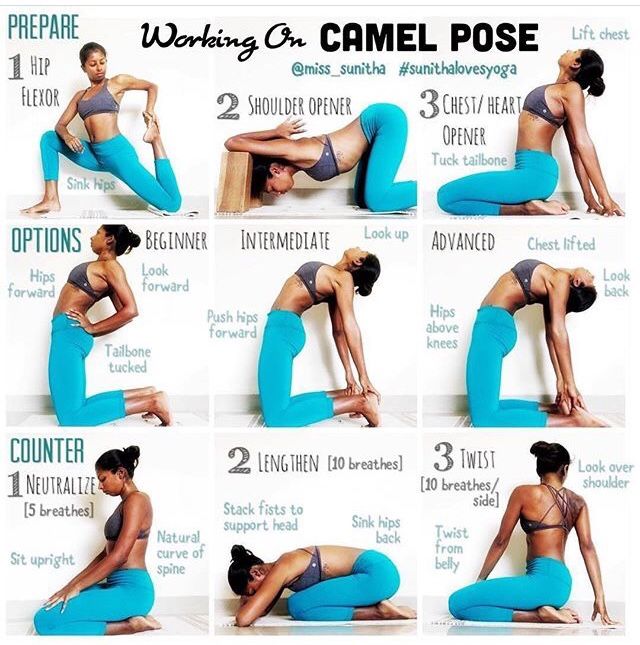 PREPARE
Working On CAMEL POSE
@miss_sunitha #sunithalovesyoga
1 HIP
FLEXOR
Sink hips
2 SHOULDER OPENER
3 CHEST/HEART
OPENER
Lift chest
Tuck tailbone
OPTIONS
BEGINNER
Hips
forward
Look
forward
Tailbone
tucked
INTERMEDIATE
Look up
Push hips
forward
ADVANCED
Chest lifted
Look
back
Hips
above
knees
COUNTER
1 NEUTRALIZE
[5 breathes]
Sit upright
Natural
curve of
spine
2 LENGTHEN [10 breathes]
Stack fists to
support head
Sink hips
back
3 TWIST
[10 breathes/
side]
Look over
shoulder
Twist
from
belly